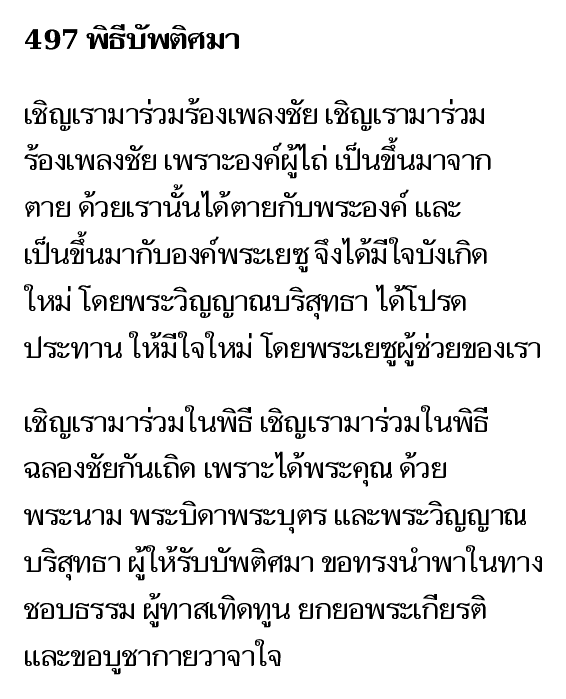 497 พิธีบัพติศมา
เชิญเรามาร่วมร้องเพลงชัย เชิญเรามาร่วม
ร้องเพลงชัย เพราะองค์ผู้ไถ่ เป็นขึ้นมาจาก
ตาย ด้วยเรานั้นได้ตายกับพระองค์ และ
เป็นขึ้นมากับองค์พระเยซู จึงได้มีใจบังเกิด
ใหม่ โดยพระวิญญาณบริสุทธา ได้โปรด
ประทาน ให้มีใจใหม่ โดยพระเยซูผู้ช่วยของเรา
เชิญเรามาร่วมในพิธี เชิญเรามาร่วมในพิธี
ฉลองชัยกันเถิด เพราะได้พระคุณ ด้วย
พระนาม พระบิดาพระบุตร และพระวิญญาณ
บริสุทธา ผู้ให้รับบัพติศมา ขอทรงนำพาในทาง
ชอบธรรม ผู้ทาสเทิดทูน ยกยอพระเกียรติ
และขอบูชากายวาจาใจ